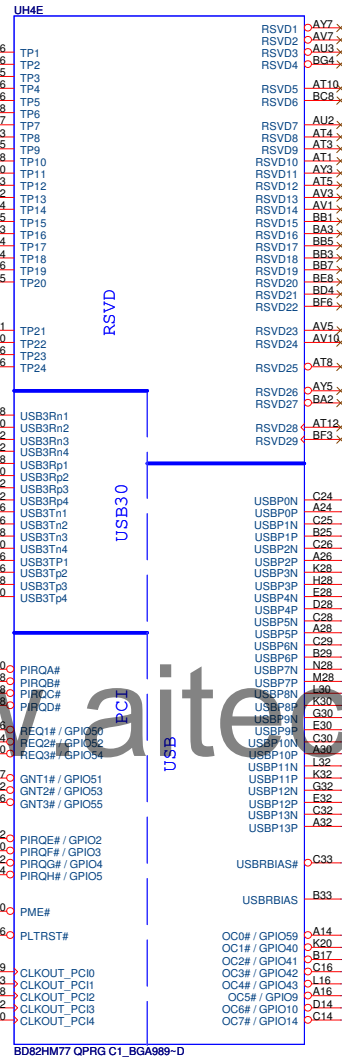 UH4E
TP1
TP2
TP3
TP4
TP5
TP6
TP7
TP8
TP9
TP10
TP11
TP12
TP13
TP14
TP15
TP16
TP17
TP18
TP19
TP20
TP21
TP22
TP23
TP24
RSVD
USB3Rn1
USB3Rn2
USB3Rn3
USB3Rn4
USB3Rp1
USB3Rp2
USB3Rp3
USB3Rp4
USB3Tn1
USB3Tn2
USB3Tn3
USB3Tn4
USB3TP1
USB3Tp2
USB3Tp3
USB3Tp4
USB30
PIRQA#
PIRQB#
PIRQC#
PIRQD#
REQ1# / GPIO50
REQ2# / GPIO52
REQ3# / GPIO54
GNT1# / GPIO51
GNT2# / GPIO53
GNT3# / GPIO55
PIRQE# / GPIO2
PIRQF# / GPIO3
PIRQG# / GPIO4
PIRQH# / GPIO5
PME#
PLTRST#
CLKOUT_PCI0
CLKOUT_PCI1
CLKOUT_PCI2
CLKOUT_PCI3
CLKOUT_PCI4
PCI
USB
RSVD1 AY7
RSVD2 AV7
RSVD3 AU3
RSVD4 BG4
RSVD5 AT10
RSVD6 BC8
RSVD7 AU2
RSVD8 AT4
RSVD9 AT3
RSVD10 AT1
RSVD11 AY3
RSVD12 AT5
RSVD13 AV3
RSVD14 AV1
RSVD15 BB1
RSVD16 BA3
RSVD17 BB5
RSVD18 BB3
RSVD19 BB7
RSVD20 BE8
RSVD21 BD4
RSVD22 BF6
RSVD23 AV5
RSVD24 AV10
RSVD25 AT8
RSVD26 AY5
RSVD27 BA2
RSVD28 AT12
RSVD29 BF3
USBP0N C24
USBP0P A24
USBP1N C25
USBP1P B25
USBP2N C26
USBP2P A26
USBP3N K28
USBP3P H28
USBP4N E28
USBP4P D28
USBP5N C28
USBP5P A28
USBP6N C29
USBP6P B29
USBP7N N28
USBP7P M28
USBP8N L30
USBP8P K30
USBP9N G30
USBP9P E30
USBP10N C30
USBP10P A30
USBP11N L32
USBP11P K32
USBP12N G32
USBP12P E32
USBP13N C32
USBP13P A32
USBRBIAS# C33
USBRBIAS B33
OC0# / GPIO59 A14
OC1# / GPIO40 K20
OC2# / GPIO41 B17
OC3# / GPIO42 C16
OC4# / GPIO43 L16
OC5# / GPIO9 A16
OC6# / GPIO10 D14
OC7# / GPIO14 C14
BD82HM77 QPRG C1_BGA989~D